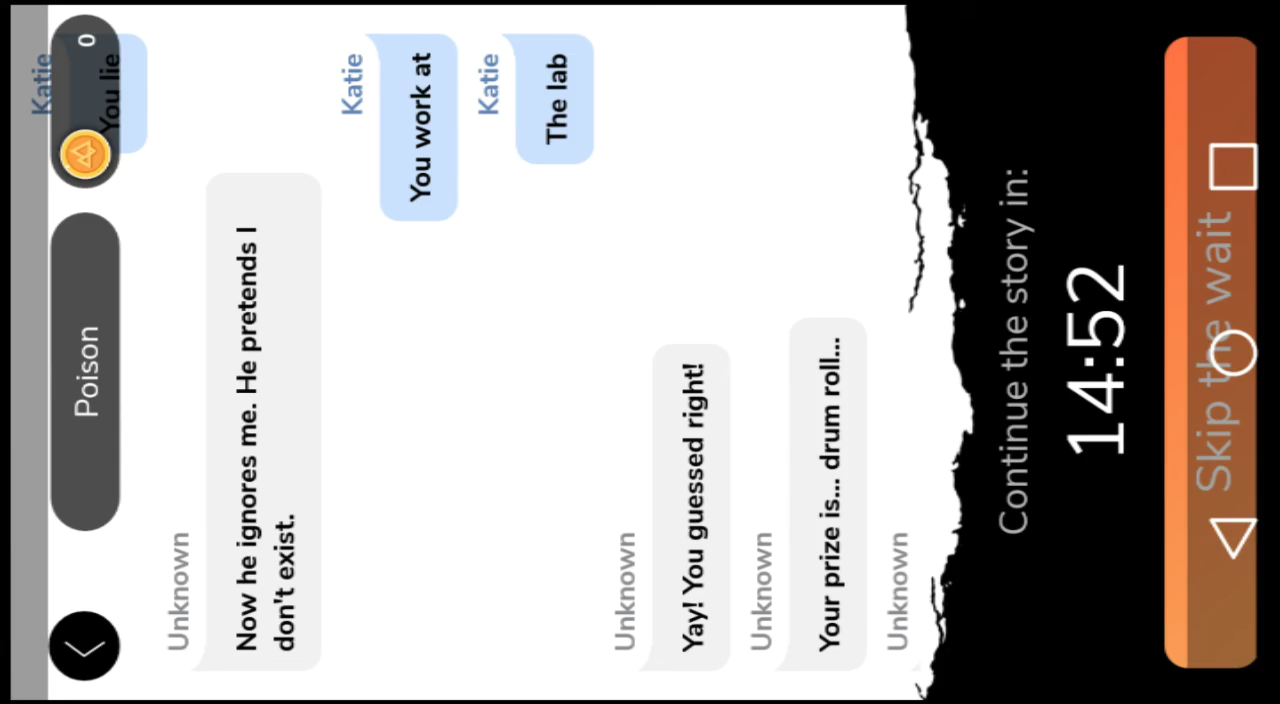 Poison
0
Katie
You lie
Unknown
Now he ignores me. He pretends I
don't exist.
Katie
You work at
Katie
The lab
Unknown
Yay! You guessed right!
Unknown
Your prize is... drum roll...
Unknown
Continue the story in:
14:52
Skip the wait